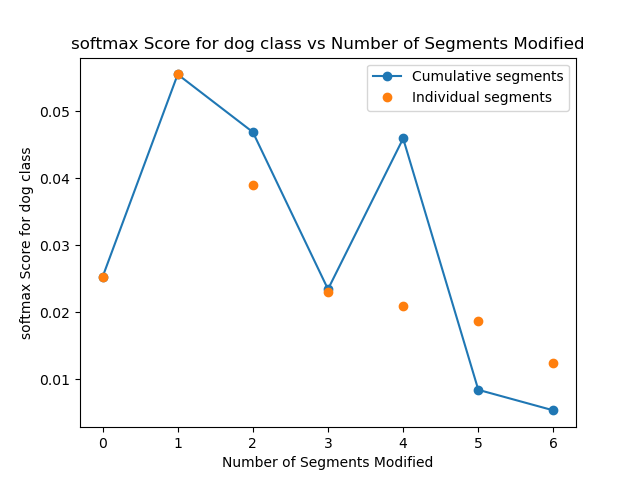 softmax Score for dog class vs Number of Segments Modified
Cumulative segments
Individual segments
softmax Score for dog class
0.05
0.04
0.03
0.02
0.01
0 1 2 3 4 5 6
Number of Segments Modified